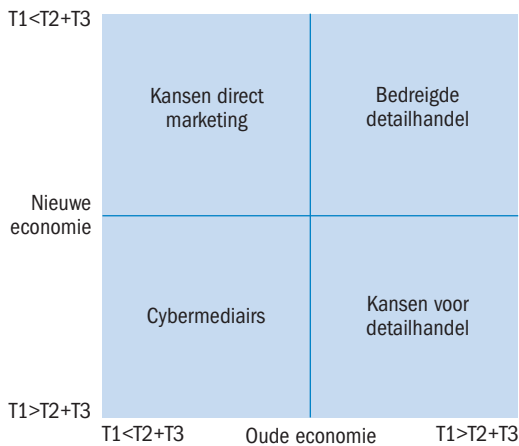 T1<T2+T3
Kansen direct
marketing
Bedreigde
detailhandel
Nieuwe
economie
Cybermediairs
Kansen voor
detailhandel
T1>T2+T3
T1<T2+T3
Oude economie
T1>T2+T3